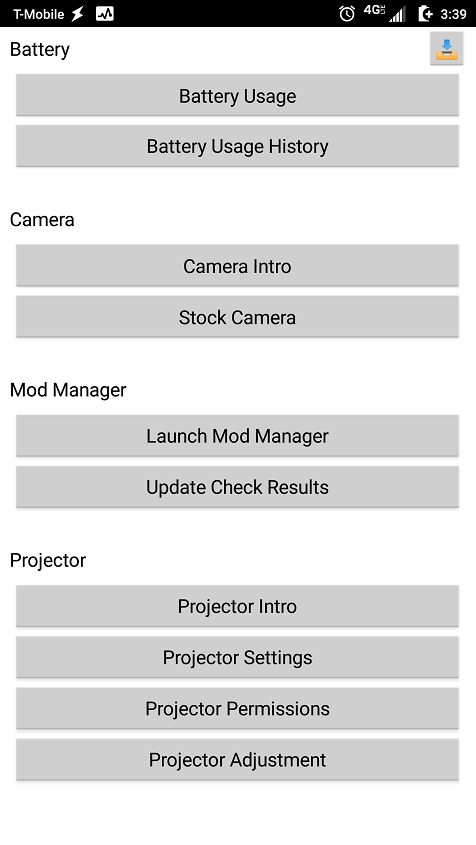 T-Mobile 4G LTE 3:39
Battery
Battery Usage
Battery Usage History
Camera
Camera Intro
Stock Camera
Mod Manager
Launch Mod Manager
Update Check Results
Projector
Projector Intro
Projector Settings
Projector Permissions
Projector Adjustment